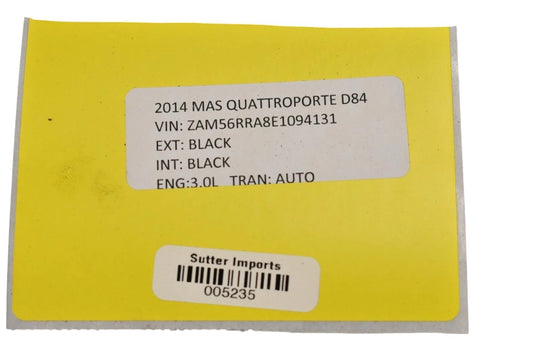 2014 MAS QUATTROPORTE D84
VIN: ZAM56RRA8E1094131
EXT: BLACK
INT: BLACK
ENG:3.0L TRAN: AUTO
Sutter Imports
005235